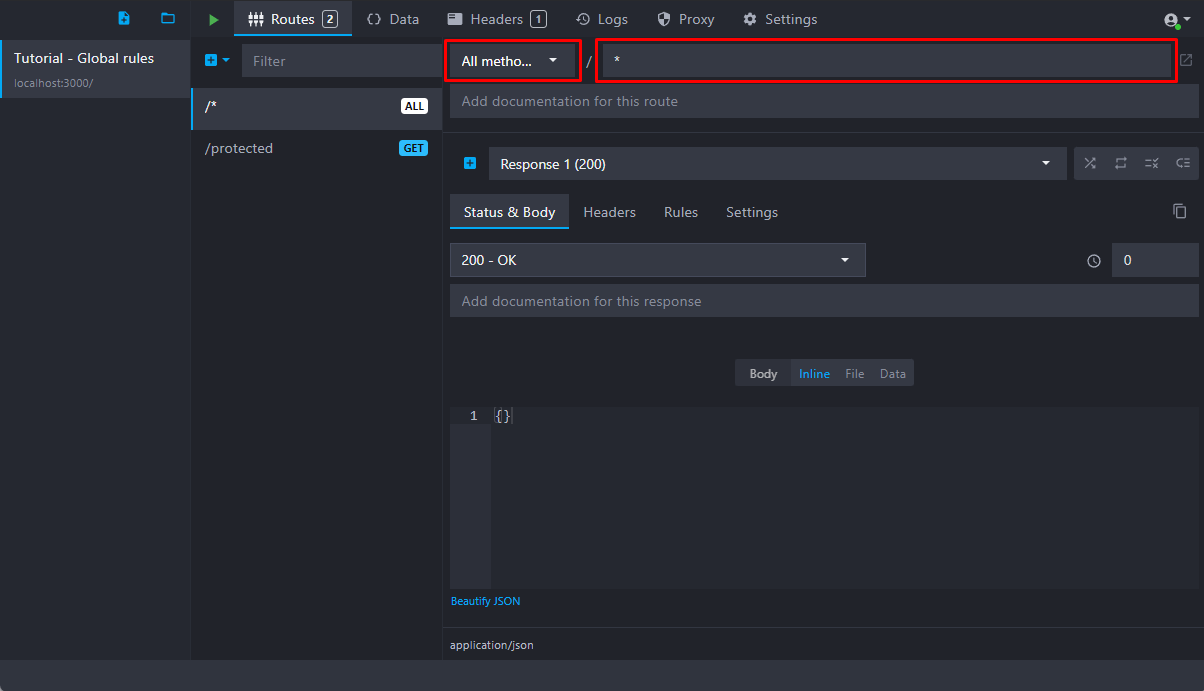 Routes 2
Data
Headers 1
Logs
Proxy
Settings
Tutorial - Global rules
localhost:3000/
Filter
/* ALL
/protected GET
All metho... / *
Add documentation for this route
Response 1 (200)
Status & Body
Headers
Rules
Settings
200 - OK
0
Add documentation for this response
Body Inline File Data
1 {}
Beautify JSON
application/json